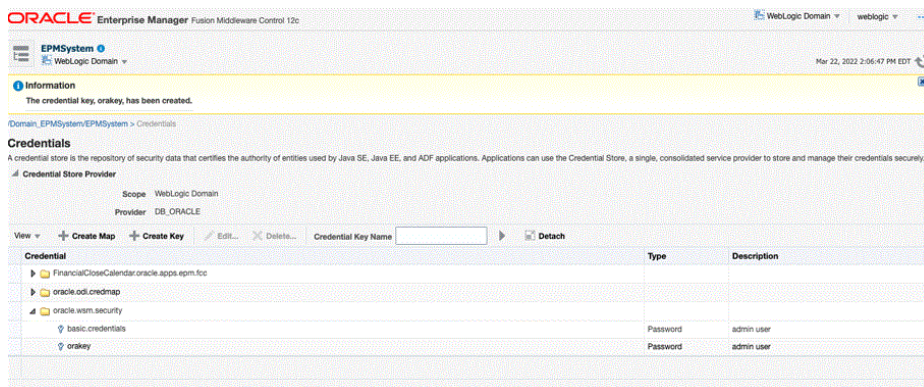 ORACLE Enterprise Manager Fusion Middleware Control 12c
WebLogic Domain weblogic
EPMSystem
WebLogic Domain
Mar 22, 2022 2:06:47 PM EDT
Information
The credential key, orakey, has been created.
/Domain_EPMSystem/EPMSystem > Credentials
Credentials
A credential store is the repository of security data that certifies the authority of entities used by Java SE, Java EE, and ADF applications. Applications can use the Credential Store, a single, consolidated service provider to store and manage their credentials securely.
Credential Store Provider
Scope WebLogic Domain
Provider DB_ORACLE
View Create Map Create Key Edit... Delete... Credential Key Name Detach
Credential Type Description
FinancialCloseCalendar.oracle.apps.epm.fcc
oracle.odi.credmap
oracle.wsm.security
basic.credentials Password admin user
orakey Password admin user